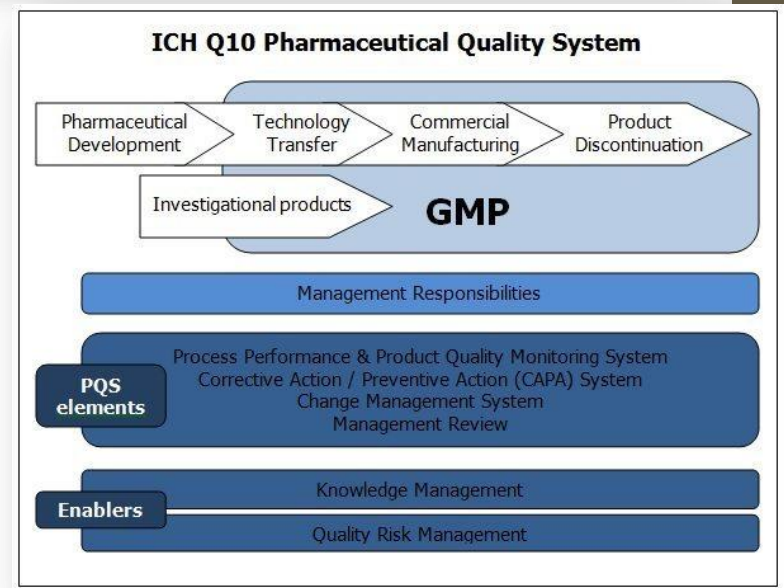 ICH Q10 Pharmaceutical Quality System
Pharmaceutical
Development
Technology
Transfer
Commercial
Manufacturing
Product
Discontinuation
Investigational products
GMP
Management Responsibilities
PQS
elements
Process Performance & Product Quality Monitoring System
Corrective Action / Preventive Action (CAPA) System
Change Management System
Management Review
Enablers
Knowledge Management
Quality Risk Management